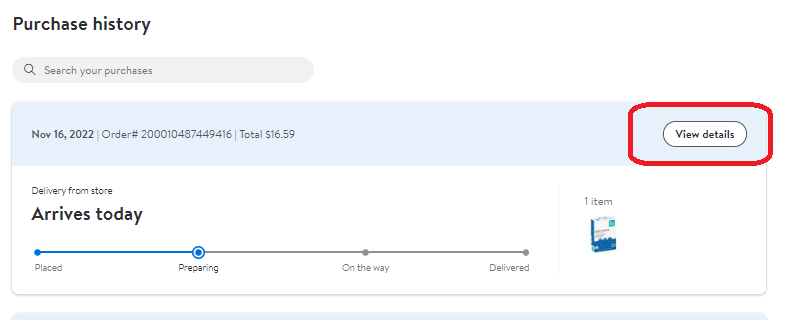 Purchase history
Search your purchases
Nov 16, 2022 | Order# 200010487449416 | Total $16.59
View details
Delivery from store
Arrives today
1 item
Placed
Preparing
On the way
Delivered